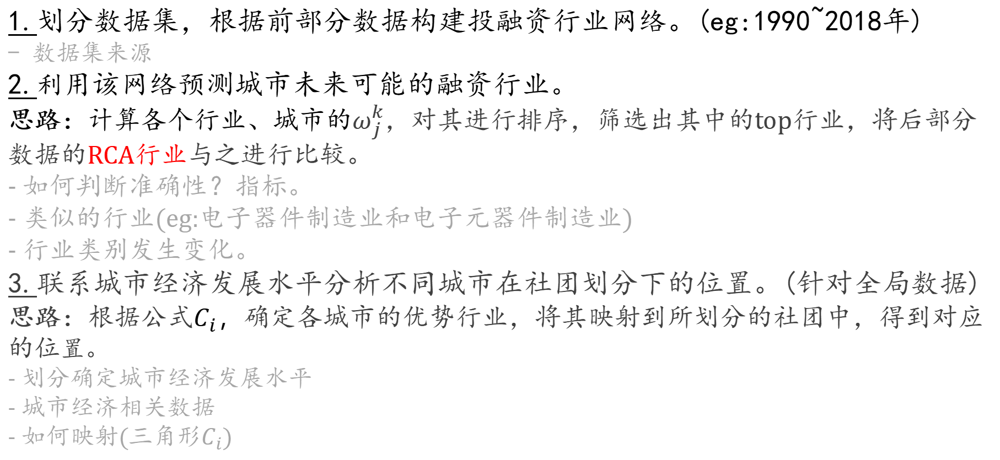 1.划分数据集，根据前部分数据构建投融资行业网络。(eg:1990~2018年)
- 数据集来源
2.利用该网络预测城市未来可能的融资行业。
思路：计算各个行业、城市的ω_j^k，对其进行排序，筛选出其中的top行业，将后部分
数据的RCA行业与之进行比较。
- 如何判断准确性？指标。
- 类似的行业(eg:电子器件制造业和电子元器件制造业)
- 行业类别发生变化。
3.联系城市经济发展水平分析不同城市在社团划分下的位置。(针对全局数据)
思路：根据公式C_i，确定各城市的优势行业，将其映射到所划分的社团中，得到对应
的位置。
- 划分确定城市经济发展水平
- 城市经济相关数据
- 如何映射(三角形C_i)